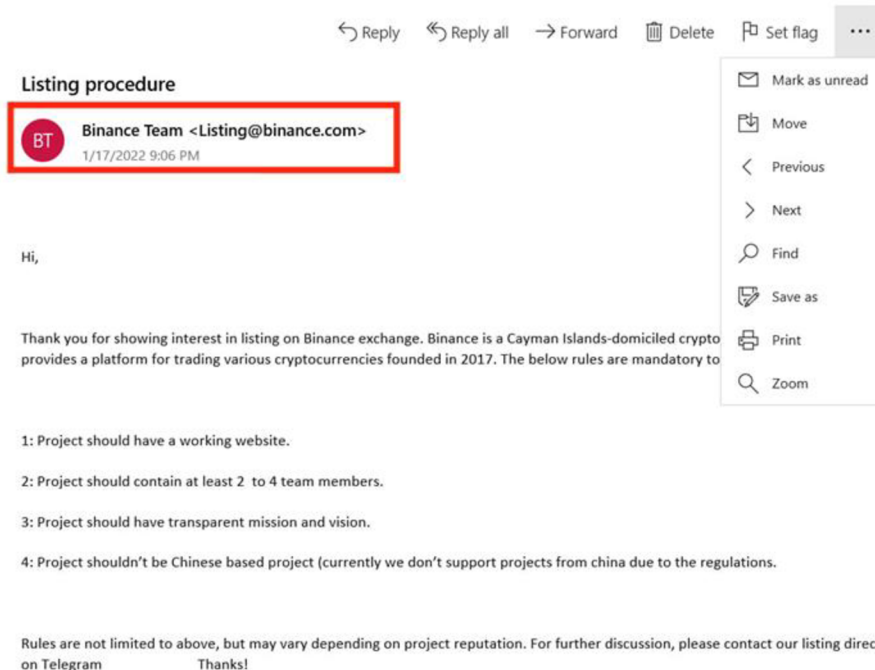 Reply Reply all Forward Delete Set flag ...
Listing procedure
Mark as unread
BT
Binance Team <Listing@binance.com>
1/17/2022 9:06 PM
Move
Previous
Next
Hi,
Find
Save as
Thank you for showing interest in listing on Binance exchange. Binance is a Cayman Islands-domiciled crypto
Print
provides a platform for trading various cryptocurrencies founded in 2017. The below rules are mandatory to
Zoom
1: Project should have a working website.
2: Project should contain at least 2 to 4 team members.
3: Project should have transparent mission and vision.
4: Project shouldn't be Chinese based project (currently we don't support projects from china due to the regulations.
Rules are not limited to above, but may vary depending on project reputation. For further discussion, please contact our listing direc
on Telegram Thanks!